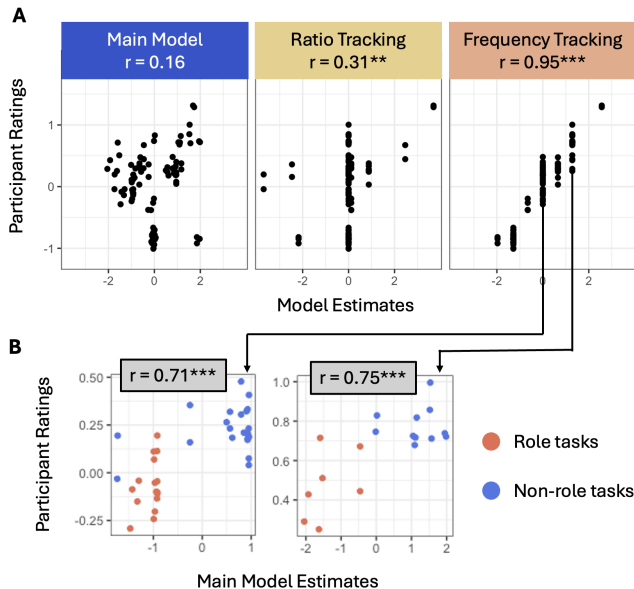 A
Main Model
r = 0.16
Ratio Tracking
r = 0.31**
Frequency Tracking
r = 0.95***
Participant Ratings
1
0
-1
-2 0 2
-2 0 2
-2 0 2
Model Estimates
B
r = 0.71***
r = 0.75***
Participant Ratings
0.50
0.25
0.00
-0.25
-1 0 1
1.0
0.8
0.6
0.4
-2 -1 0 1 2
Role tasks
Non-role tasks
Main Model Estimates